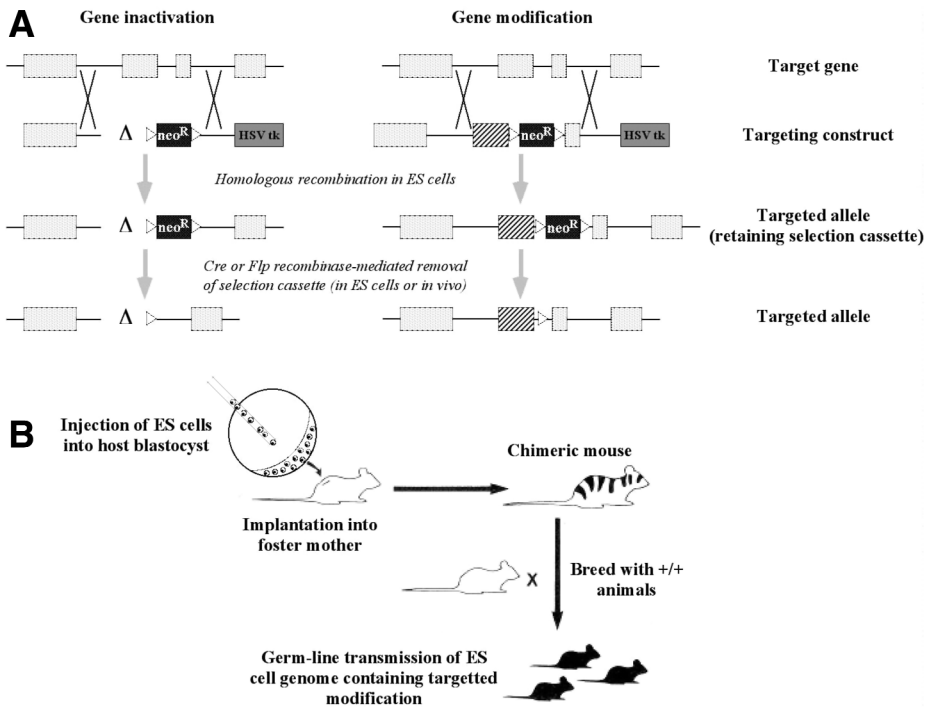 A
Gene inactivation
Gene modification
Target gene
Δ
neoR
HSV tk
neoR
HSV tk
Targeting construct
Homologous recombination in ES cells
Δ
neoR
neoR
Targeted allele
(retaining selection cassette)
Cre or Flp recombinase-mediated removal
of selection cassette (in ES cells or in vivo)
Δ
Targeted allele
B
Injection of ES cells
into host blastocyst
Chimeric mouse
Implantation into
foster mother
X
Breed with +/+
animals
Germ-line transmission of ES
cell genome containing targetted
modification